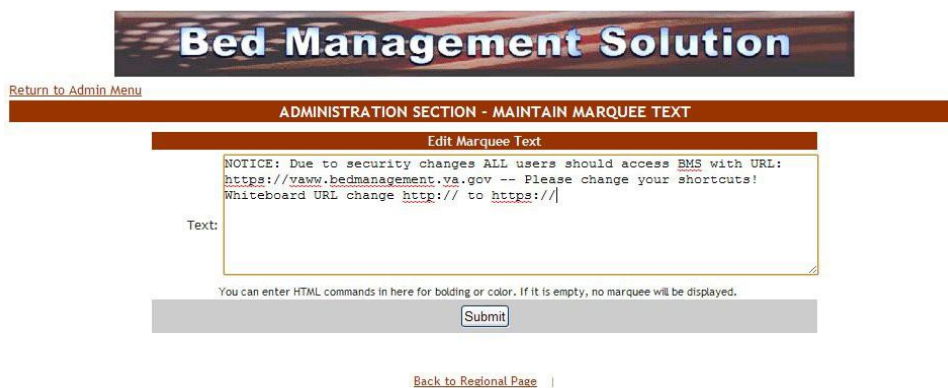 Bed Management Solution
Return to Admin Menu
ADMINISTRATION SECTION - MAINTAIN MARQUEE TEXT
Edit Marquee Text
NOTICE: Due to security changes ALL users should access BMS with URL:
https://vaww.bedmanagement.va.gov -- Please change your shortcuts!
Whiteboard URL change http:// to https://
Text:
You can enter HTML commands in here for bolding or color. If it is empty, no marquee will be displayed.
Submit
Back to Regional Page |